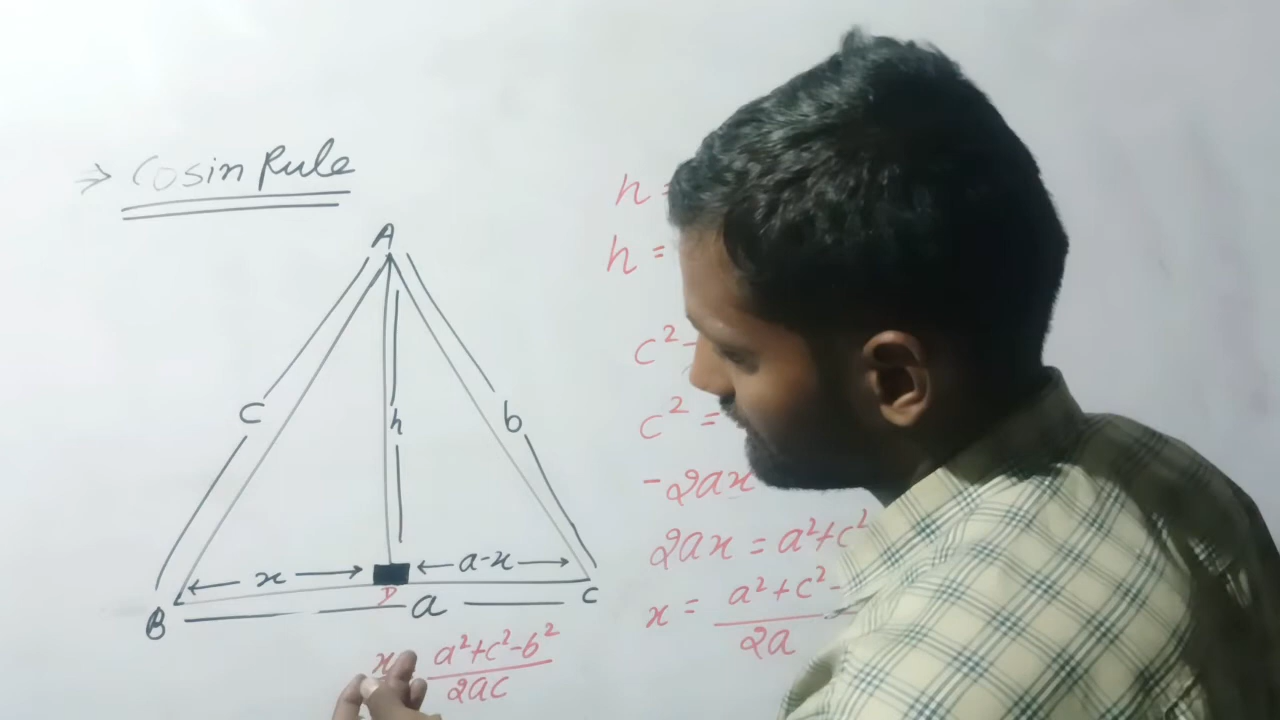 ⇒ Cosin Rule
A
C
h
b
x
a-x
B
D
a
C
a²+c²-b²
2ac
h =
h =
c²-
c² =
-2ax
2ax = a²+c²
x = a²+c²-
2a